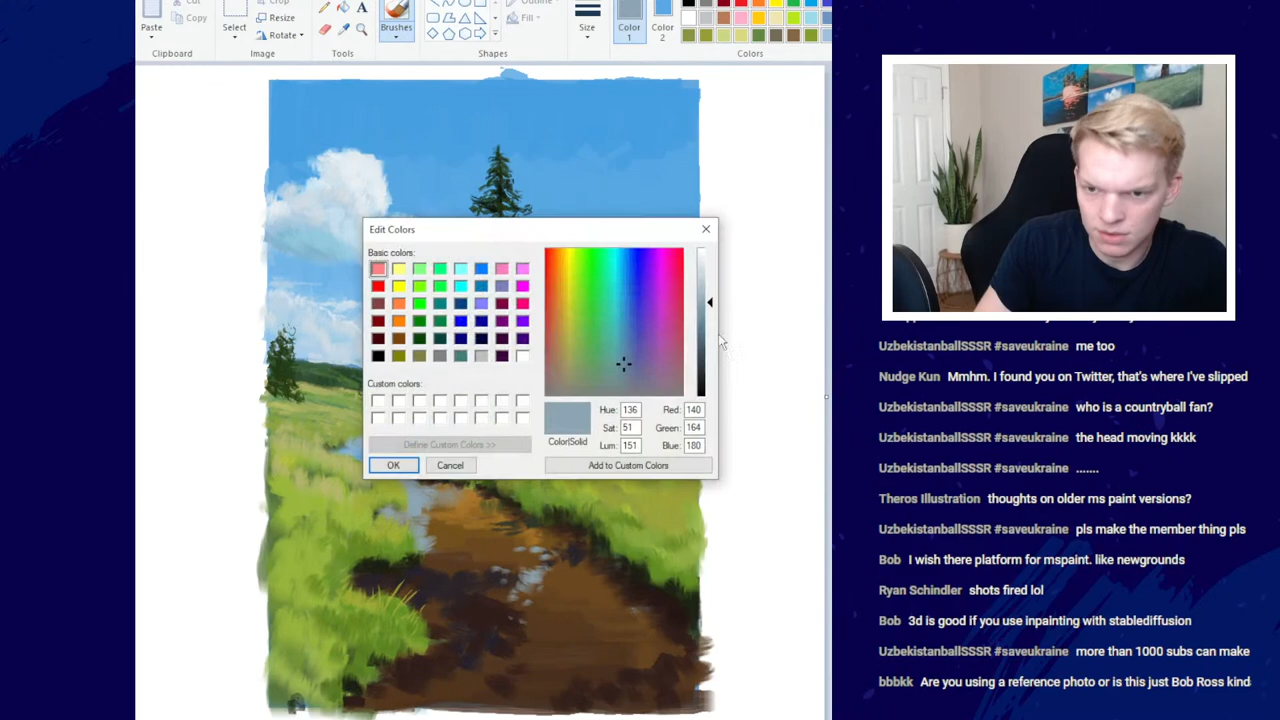 Crop
Outline
Paste
Copy
Select
Resize
Rotate
Brushes
Fill
Size
Color
1
Color
2
Clipboard
Image
Tools
Shapes
Colors
Edit Colors
Basic colors:
Custom colors:
Define Custom Colors >>
OK
Cancel
Color|Solid
Hue: 136
Sat: 51
Lum: 151
Red: 140
Green: 164
Blue: 180
Add to Custom Colors
UzbekistanballSSSR #saveukraine me too
Nudge Kun Mmhm. I found you on Twitter, that's where I've slipped
UzbekistanballSSSR #saveukraine who is a countryball fan?
UzbekistanballSSSR #saveukraine the head moving kkkk
UzbekistanballSSSR #saveukraine .......
Theros Illustration thoughts on older ms paint versions?
UzbekistanballSSSR #saveukraine pls make the member thing pls
Bob I wish there platform for mspaint. like newgrounds
Ryan Schindler shots fired lol
Bob 3d is good if you use inpainting with stablediffusion
UzbekistanballSSSR #saveukraine more than 1000 subs can make
bbbkk Are you using a reference photo or is this just Bob Ross kind